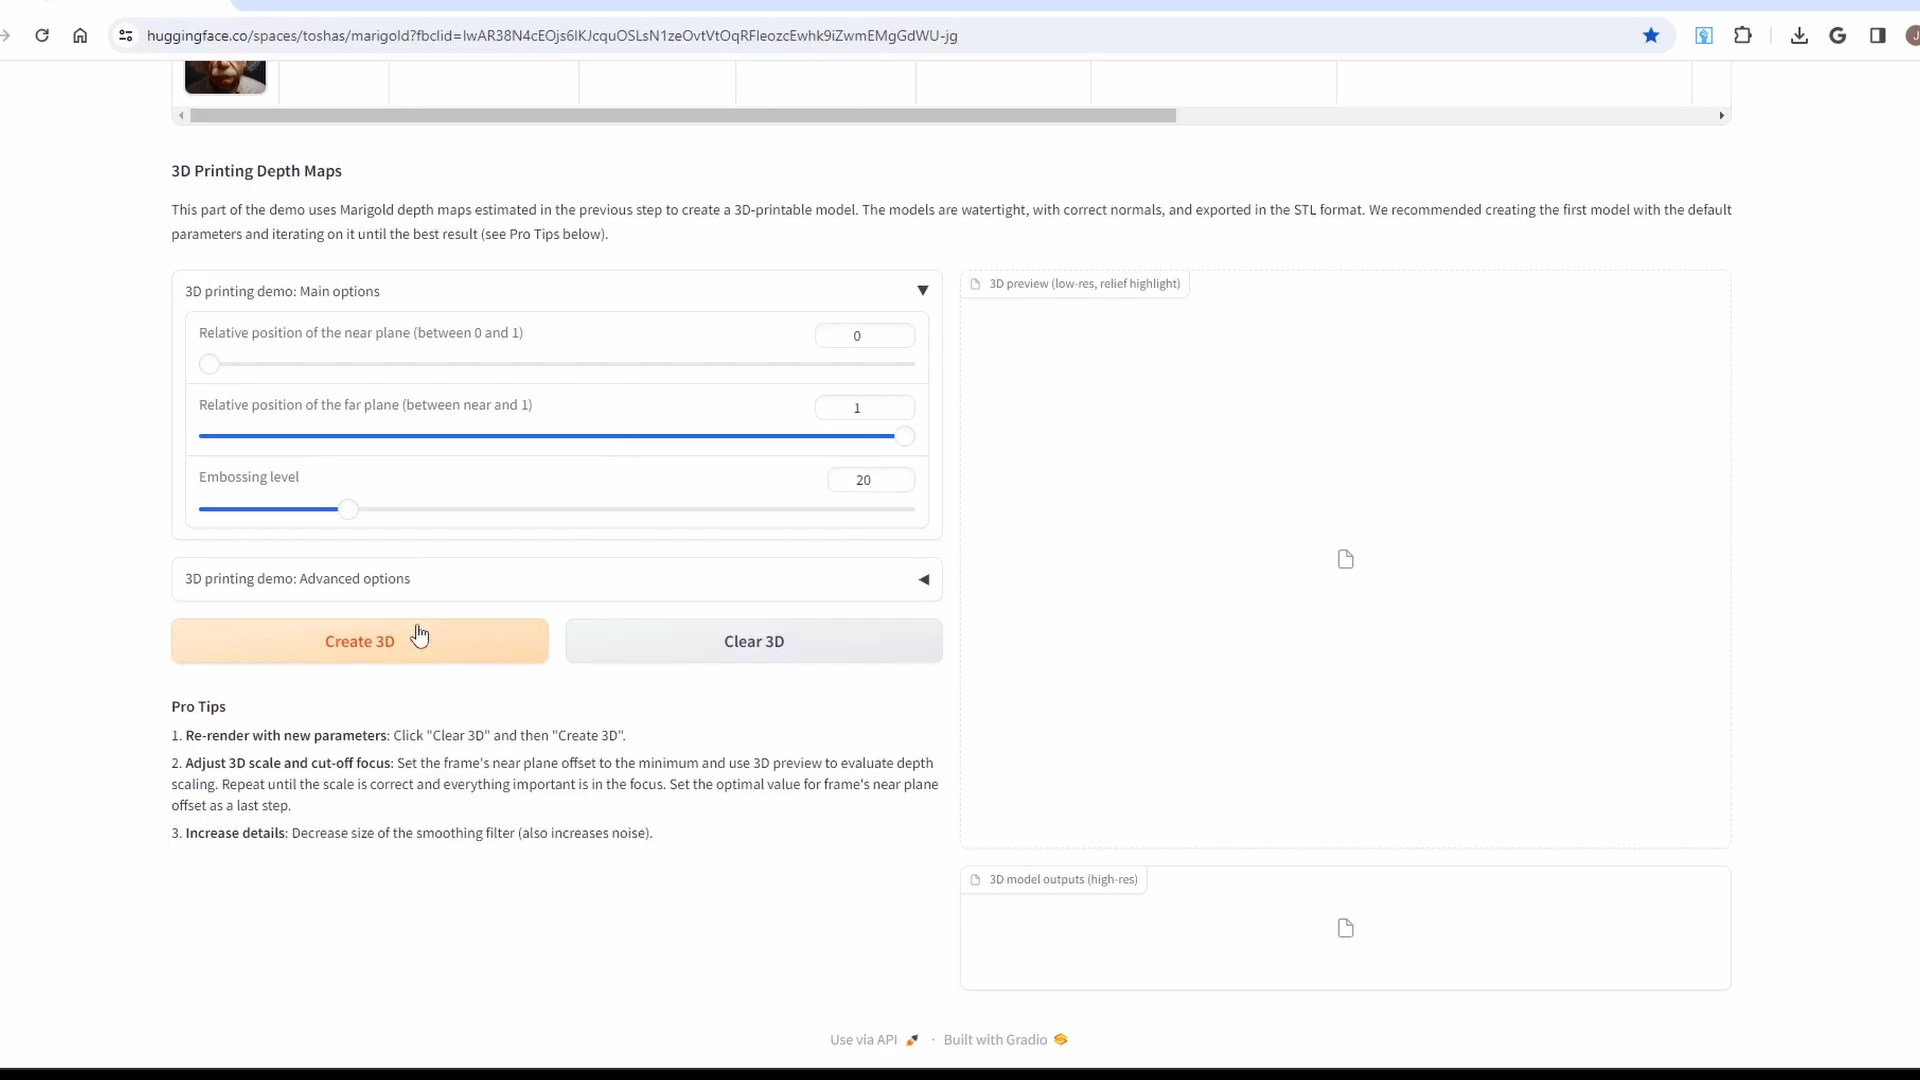 huggingface.co/spaces/toshas/marigold?fbclid=IwAR38N4cEOjs6lKJcquOSLsN1zeOvtVtOqRFleozcEwhk9iZwmEMgGdWU-jg
3D Printing Depth Maps
This part of the demo uses Marigold depth maps estimated in the previous step to create a 3D-printable model. The models are watertight, with correct normals, and exported in the STL format. We recommended creating the first model with the default
parameters and iterating on it until the best result (see Pro Tips below).
3D printing demo: Main options
Relative position of the near plane (between 0 and 1)
0
Relative position of the far plane (between near and 1)
1
Embossing level
20
3D printing demo: Advanced options
Create 3D
Clear 3D
Pro Tips
1. Re-render with new parameters: Click "Clear 3D" and then "Create 3D".
2. Adjust 3D scale and cut-off focus: Set the frame's near plane offset to the minimum and use 3D preview to evaluate depth
scaling. Repeat until the scale is correct and everything important is in the focus. Set the optimal value for frame's near plane
offset as a last step.
3. Increase details: Decrease size of the smoothing filter (also increases noise).
3D preview (low-res, relief highlight)
3D model outputs (high-res)
Use via API · Built with Gradio